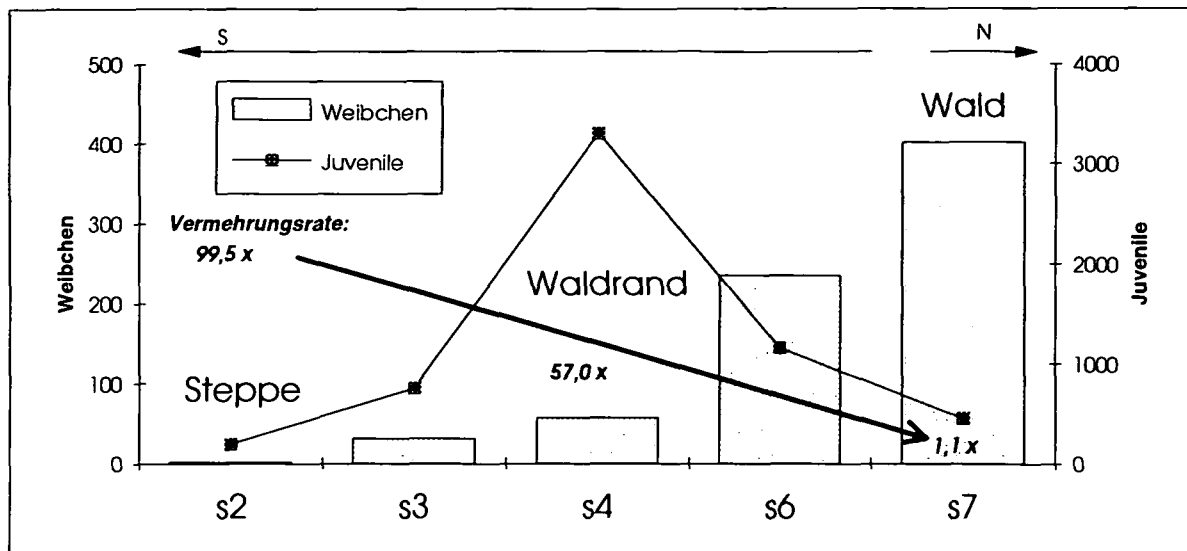 S N
500
400
300
200
100
0
Weibchen
4000
3000
2000
1000
0
Juvenile
Weibchen
Juvenile
Wald
Vermehrungsrate:
99,5 x
Waldrand
57,0 x
Steppe
1,1 x
s2 s3 s4 s6 s7